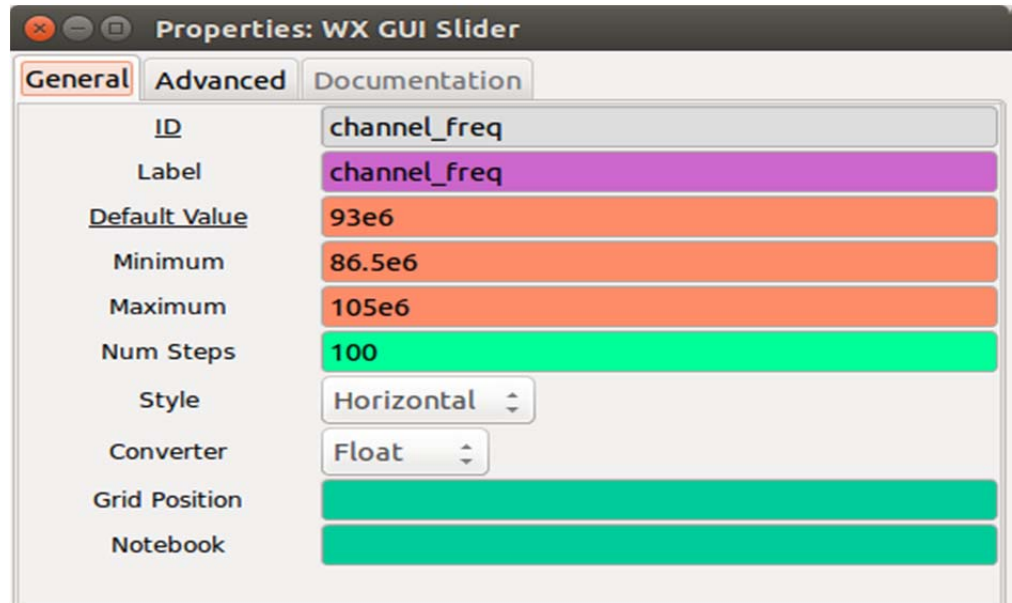 Properties: WX GUI Slider
General Advanced Documentation
ID channel_freq
Label channel_freq
Default Value 93e6
Minimum 86.5e6
Maximum 105e6
Num Steps 100
Style Horizontal
Converter Float
Grid Position
Notebook